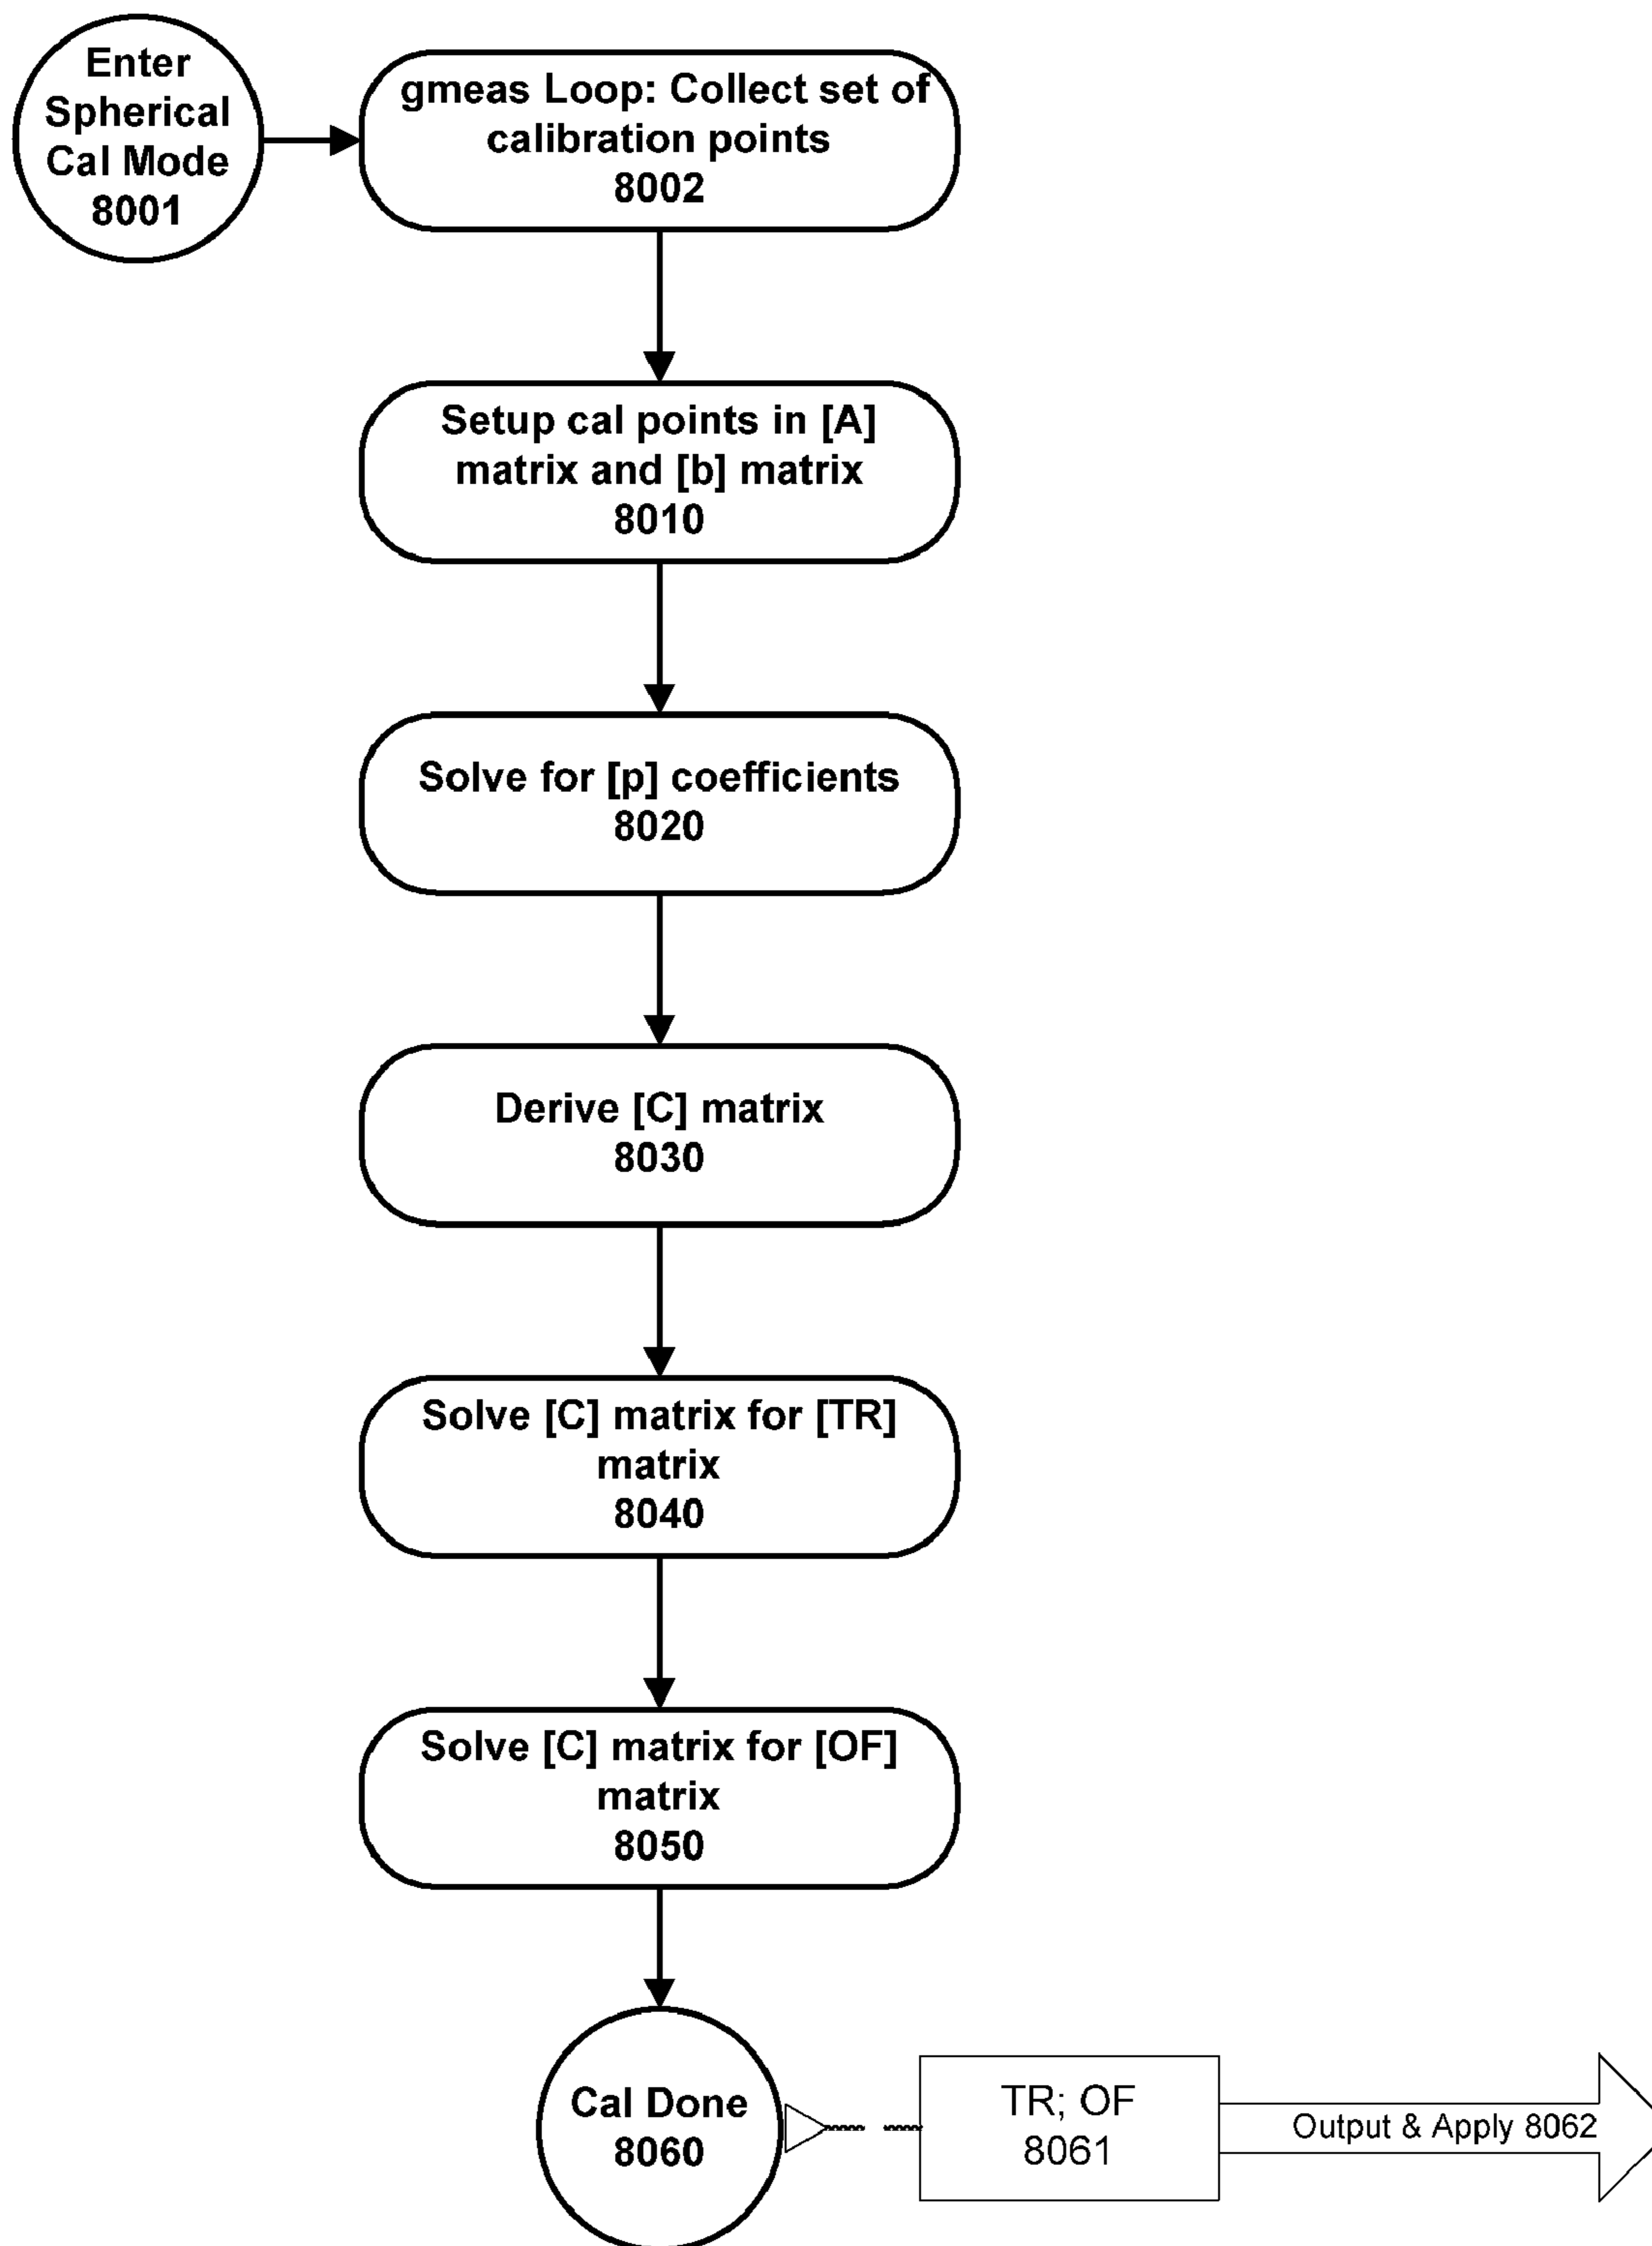 Enter
Spherical
Cal Mode
8001
gmeas Loop: Collect set of
calibration points
8002
Setup cal points in [A]
matrix and [b] matrix
8010
Solve for [p] coefficients
8020
Derive [C] matrix
8030
Solve [C] matrix for [TR]
matrix
8040
Solve [C] matrix for [OF]
matrix
8050
Cal Done
8060
TR; OF
8061
Output & Apply 8062